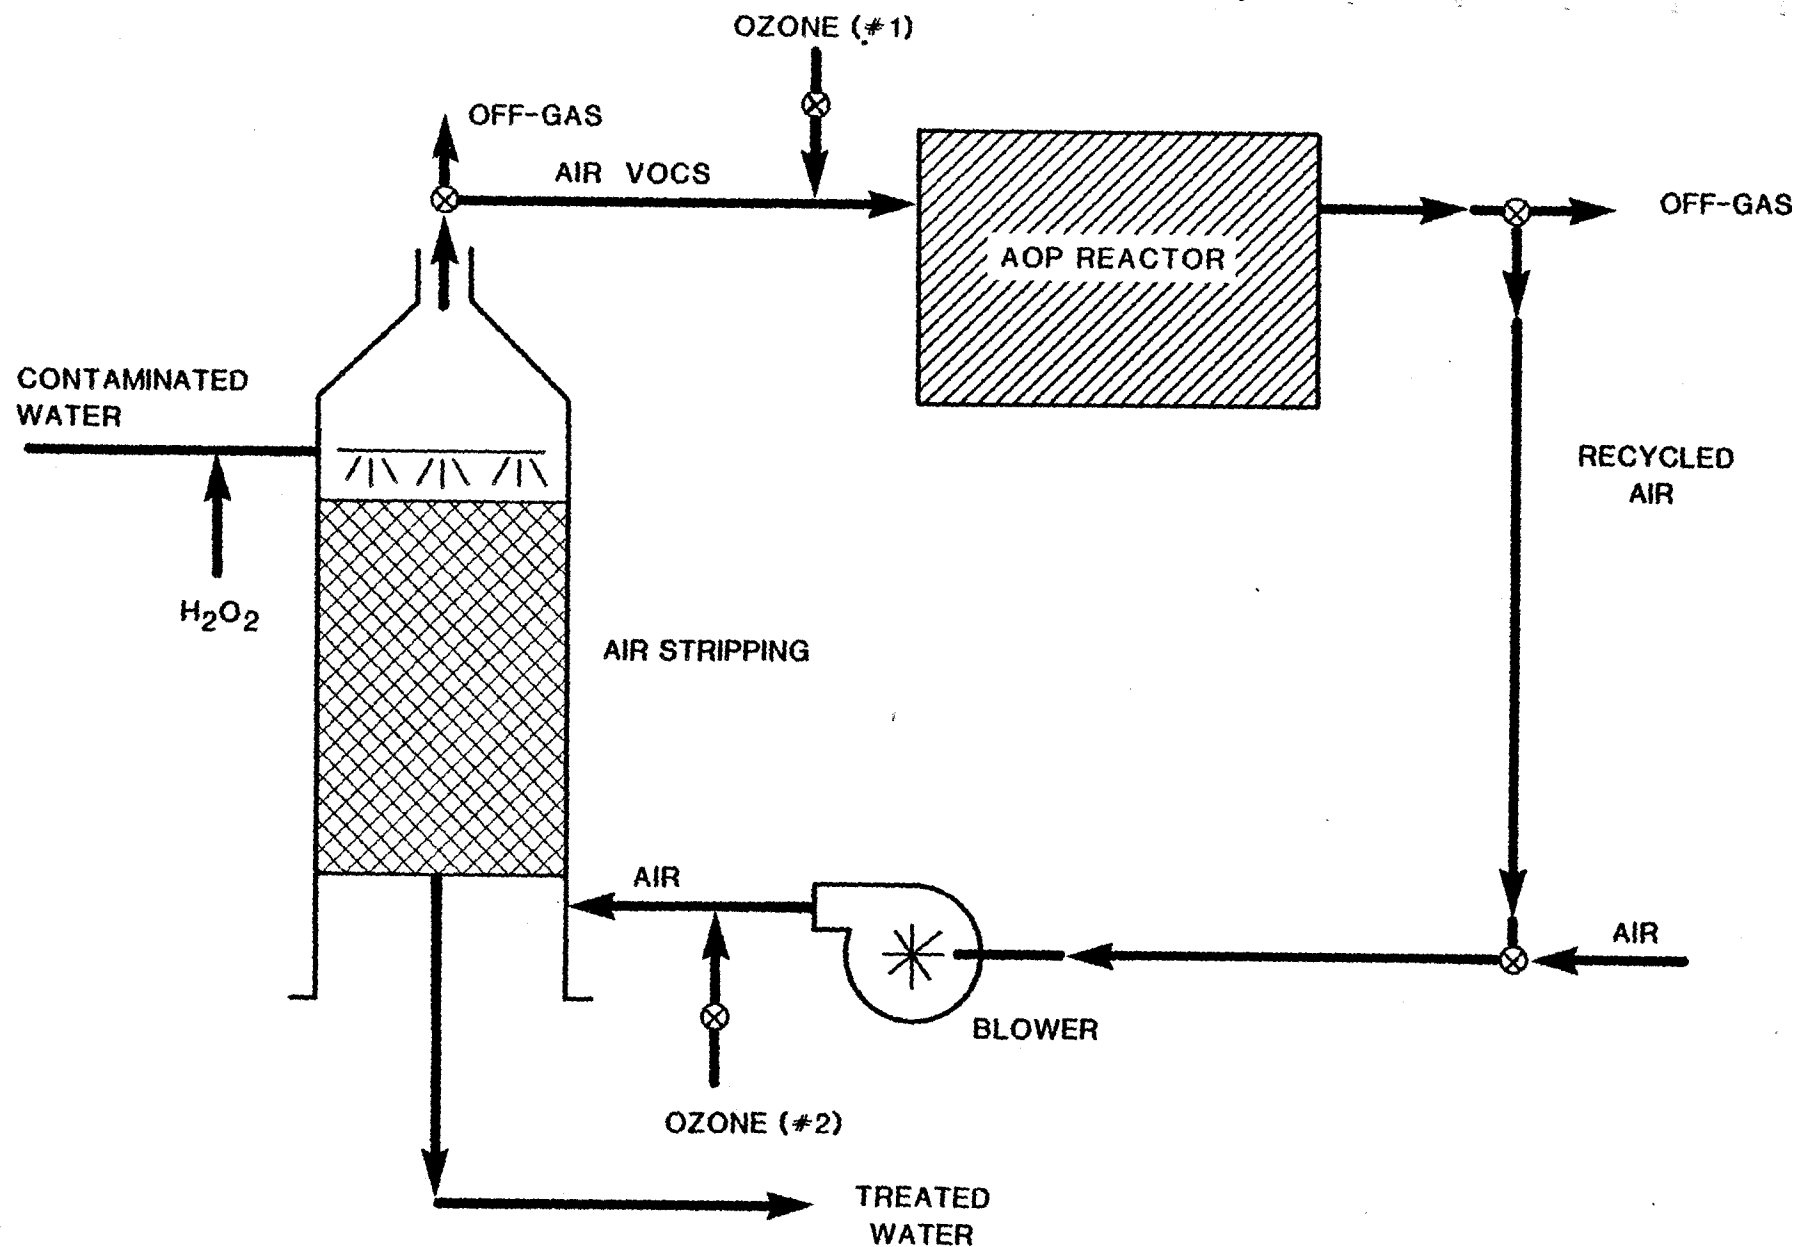 OZONE (#1)
OFF-GAS
AIR VOCS
OFF-GAS
AOP REACTOR
CONTAMINATED
WATER
RECYCLED
AIR
H₂O₂
AIR STRIPPING
AIR
AIR
BLOWER
OZONE (#2)
TREATED
WATER